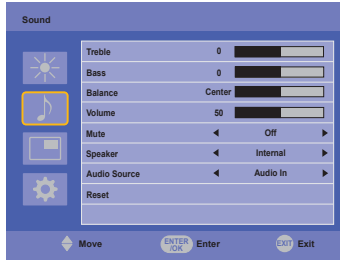 Sound
Treble 0
Bass 0
Balance Center
Volume 50
Mute Off
Speaker Internal
Audio Source Audio In
Reset
Move ENTER /OK Enter EXIT Exit